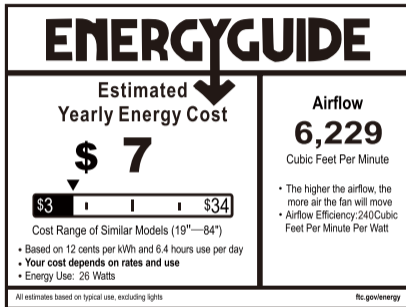 ENERGYGUIDE
Estimated
Yearly Energy Cost
$ 7
$3
$34
Cost Range of Similar Models (19"—84")
• Based on 12 cents per kWh and 6.4 hours use per day
• Your cost depends on rates and use
• Energy Use: 26 Watts
Airflow
6,229
Cubic Feet Per Minute
• The higher the airflow, the
more air the fan will move
• Airflow Efficiency:240Cubic
Feet Per Minute Per Watt
All estimates based on typical use, excluding lights
ftc.gov/energy